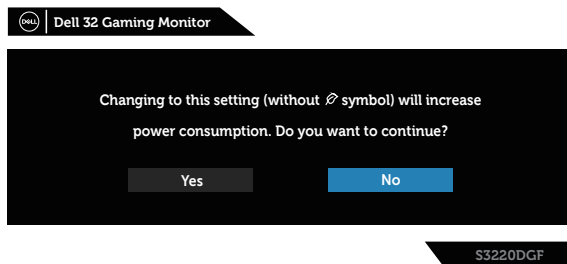 DELL
Dell 32 Gaming Monitor
Changing to this setting (without symbol) will increase
power consumption. Do you want to continue?
Yes
No
S3220DGF